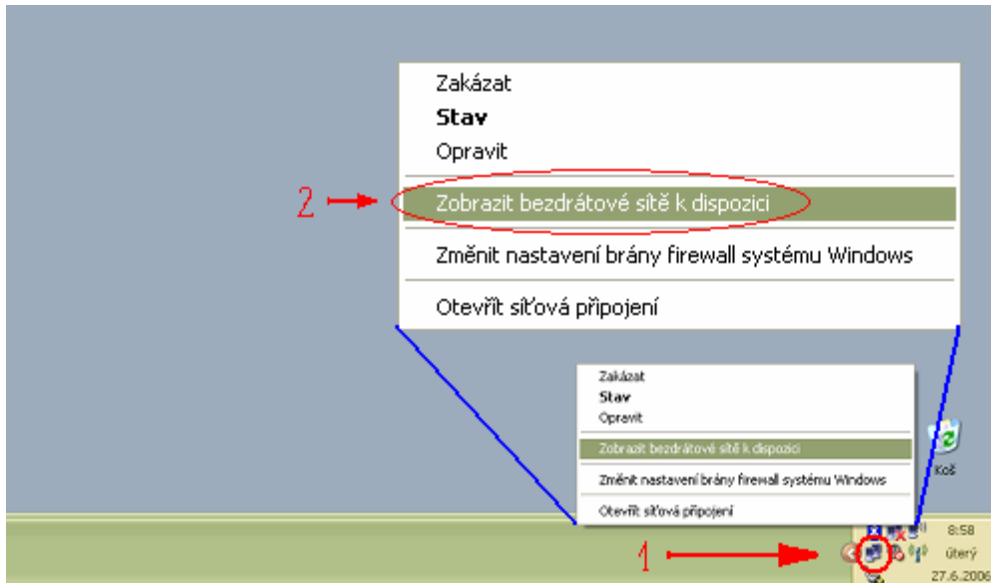 Zakázat
Stav
Opravit
2
Zobrazit bezdrátové sítě k dispozici
Změnit nastavení brány firewall systému Windows
Otevřít síťová připojení
Zakázat
Stav
Opravit
Zobrazit bezdrátové sítě k dispozici
Změnit nastavení brány firewall systému Windows
Otevřít síťová připojení
Koš
1
8:58
úterý
27.6.2006